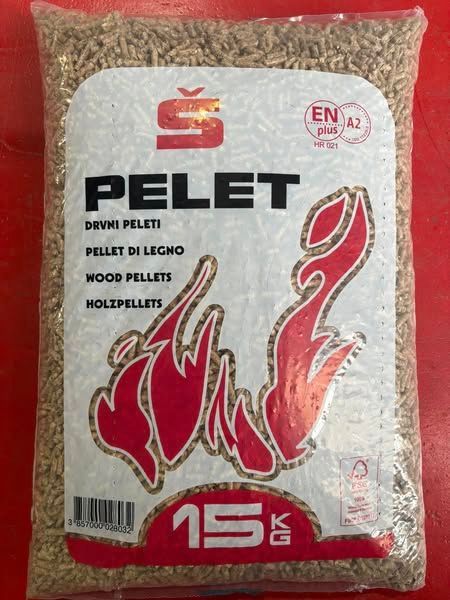 Š
EN
plus
A2
HR 021
PELET
DRVNI PELETI
PELLET DI LEGNO
WOOD PELLETS
HOLZPELLETS
FSC
3 857000 028032
15 KG